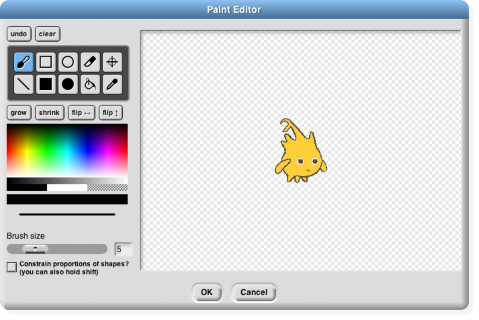 Paint Editor
undo clear
grow shrink flip ↔ flip ↕
Brush size
5
Constrain proportions of shapes?
(you can also hold shift)
OK Cancel